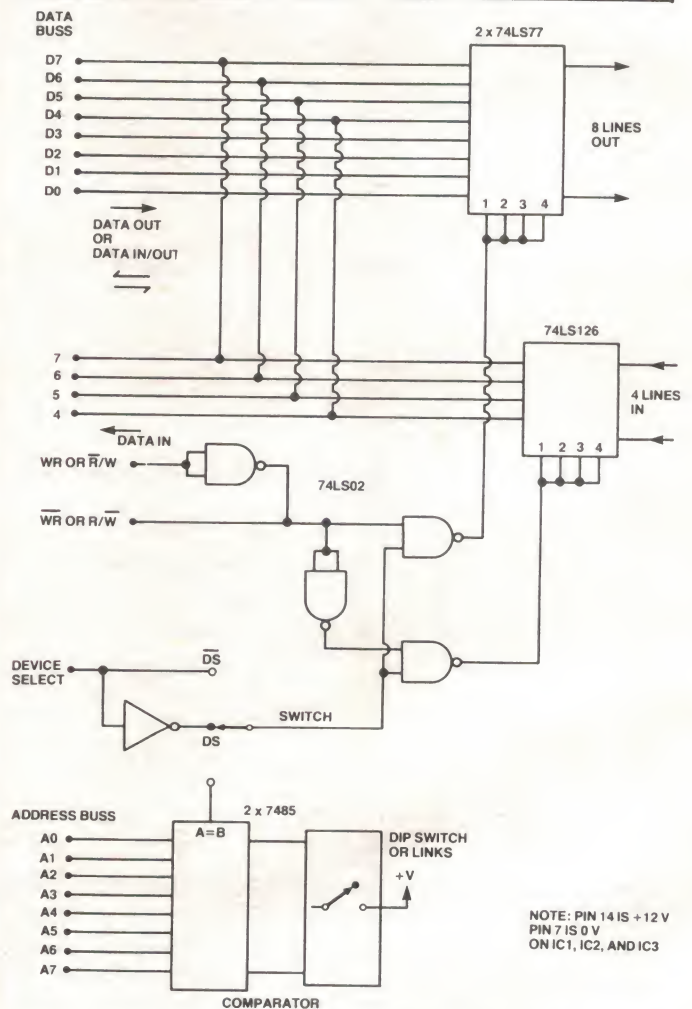 DATA
BUSS
2 x 74LS77
D7
D6
D5
D4
D3
D2
D1
D0
8 LINES
OUT
1 2 3 4
DATA OUT
OR
DATA IN/OUT
74LS126
7
6
5
4
4 LINES
IN
DATA IN
1 2 3 4
WR OR R̅/W
74LS02
W̅R̅ OR R/W̅
DEVICE
SELECT
D̅S̅
SWITCH
DS
ADDRESS BUSS
2 x 7485
A=B
DIP SWITCH
OR LINKS
+V
A0
A1
A2
A3
A4
A5
A6
A7
NOTE: PIN 14 IS +12 V
PIN 7 IS 0 V
ON IC1, IC2, AND IC3
COMPARATOR